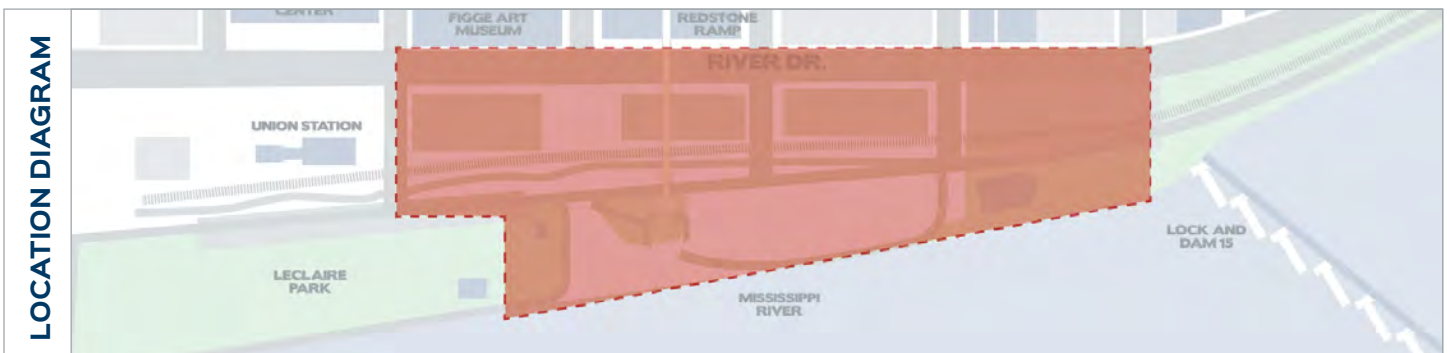 LOCATION DIAGRAM
CENTER
FIGGE ART
MUSEUM
REDSTONE
RAMP
RIVER DR.
UNION STATION
LECLAIRE
PARK
MISSISSIPPI
RIVER
LOCK AND
DAM 15